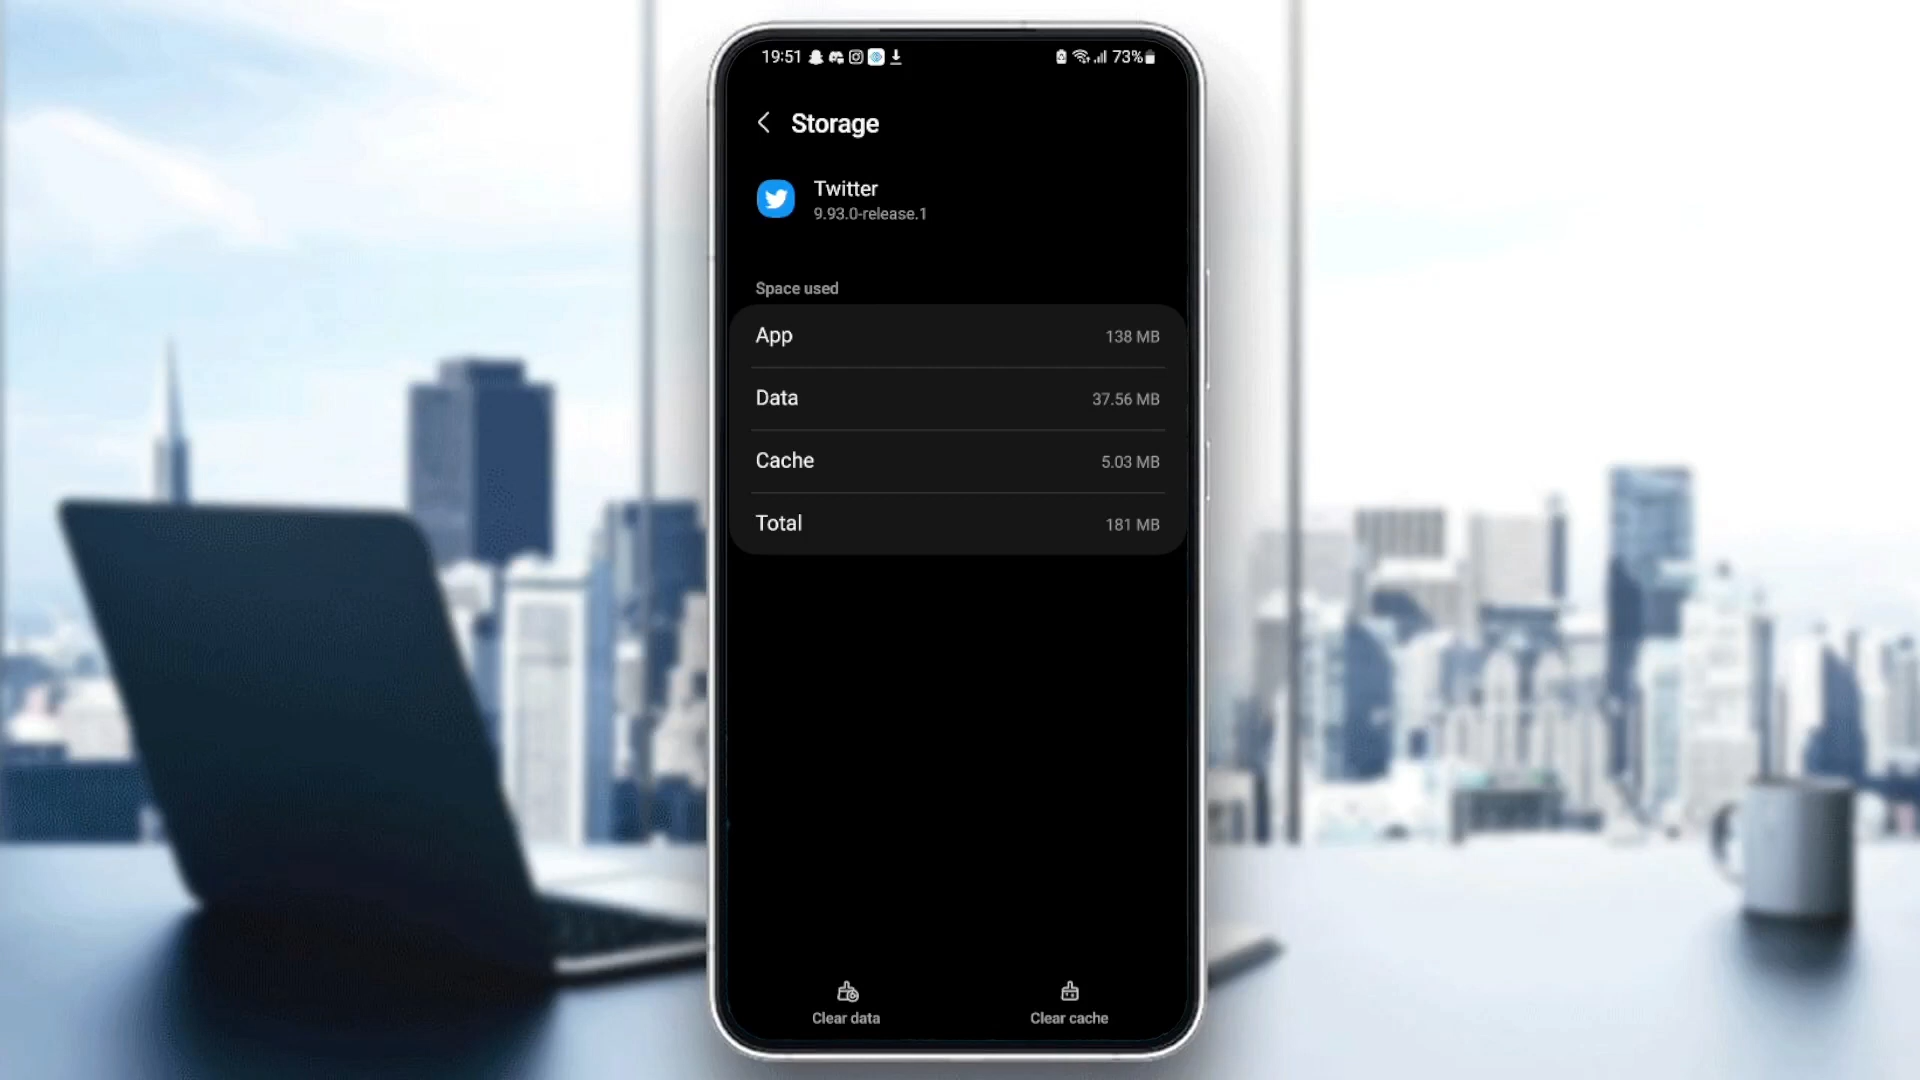 19:51 73%
Storage
Twitter
9.93.0-release.1
Space used
App 138 MB
Data 37.56 MB
Cache 5.03 MB
Total 181 MB
Clear data Clear cache